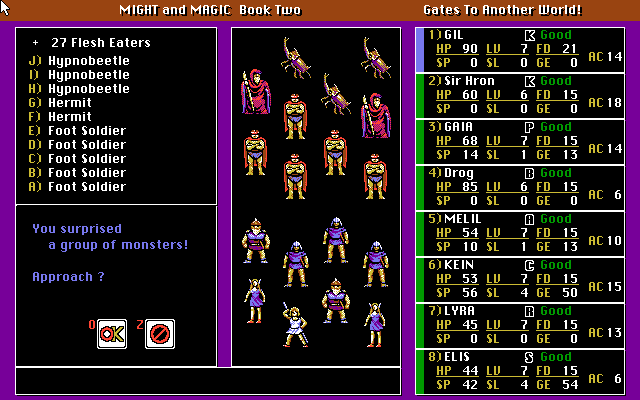 MIGHT and MAGIC Book Two
Gates To Another World!
+ 27 Flesh Eaters
J) Hypnobeetle
I) Hypnobeetle
H) Hypnobeetle
G) Hermit
F) Hermit
E) Foot Soldier
D) Foot Soldier
C) Foot Soldier
B) Foot Soldier
A) Foot Soldier
You surprised
a group of monsters!
Approach ?
O OK Z
1) GIL K Good
HP 90 LV 7 FD 21
SP 0 SL 0 GE 0 AC 14
2) Sir Hron K Good
HP 60 LV 6 FD 15
SP 0 SL 0 GE 0 AC 18
3) GAIA P Good
HP 68 LV 7 FD 15
SP 14 SL 1 GE 13 AC 14
4) Drog B Good
HP 85 LV 6 FD 15
SP 0 SL 0 GE 0 AC 6
5) MELIL A Good
HP 54 LV 7 FD 15
SP 10 SL 1 GE 13 AC 10
6) KEIN C Good
HP 53 LV 7 FD 15
SP 56 SL 4 GE 50 AC 15
7) LYRA R Good
HP 45 LV 7 FD 15
SP 0 SL 0 GE 0 AC 13
8) ELIS S Good
HP 44 LV 7 FD 15
SP 42 SL 4 GE 54 AC 6